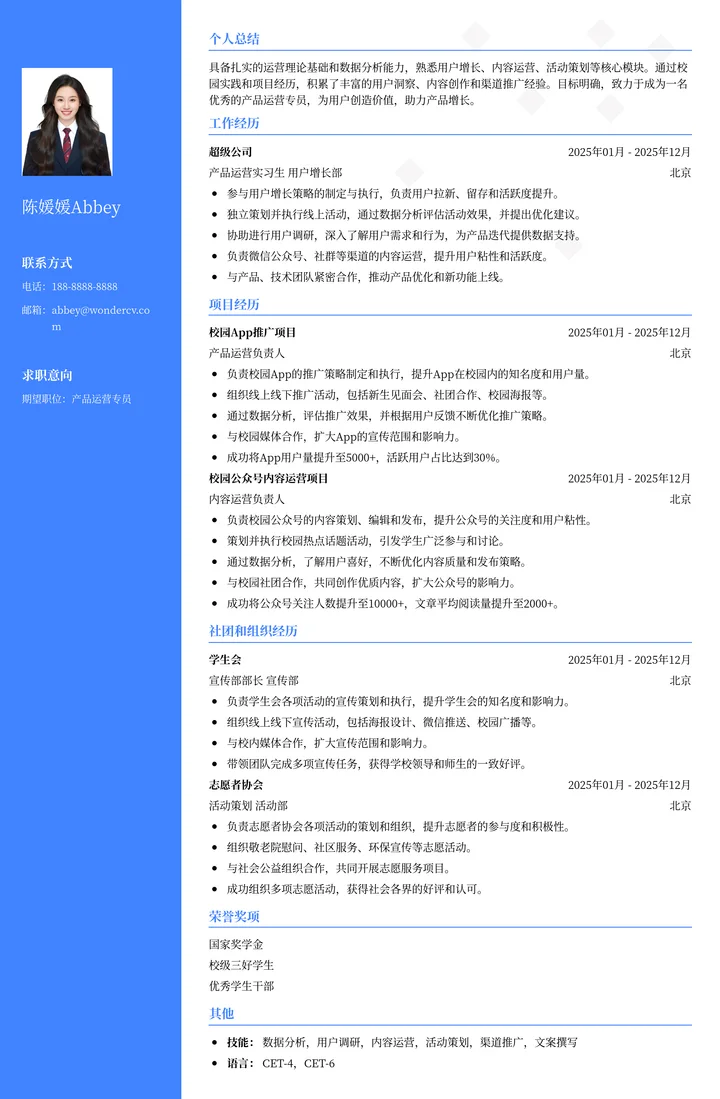 陈媛媛Abbey
联系方式
电话：188-8888-8888
邮箱：abbey@wondercv.co
m
求职意向
期望职位：产品运营专员
个人总结
具备扎实的运营理论基础和数据分析能力，熟悉用户增长、内容运营、活动策划等核心模块。通过校
园实践和项目经历，积累了丰富的用户洞察、内容创作和渠道推广经验。目标明确，致力于成为一名
优秀的产品运营专员，为用户创造价值，助力产品增长。
工作经历
超级公司 2025年01月 - 2025年12月
产品运营实习生 用户增长部 北京
• 参与用户增长策略的制定与执行，负责用户拉新、留存和活跃度提升。
• 独立策划并执行线上活动，通过数据分析评估活动效果，并提出优化建议。
• 协助进行用户调研，深入了解用户需求和行为，为产品迭代提供数据支持。
• 负责微信公众号、社群等渠道的内容运营，提升用户粘性和活跃度。
• 与产品、技术团队紧密合作，推动产品优化和新功能上线。
项目经历
校园App推广项目 2025年01月 - 2025年12月
产品运营负责人 北京
• 负责校园App的推广策略制定和执行，提升App在校园内的知名度和用户量。
• 组织线上线下推广活动，包括新生见面会、社团合作、校园海报等。
• 通过数据分析，评估推广效果，并根据用户反馈不断优化推广策略。
• 与校园媒体合作，扩大App的宣传范围和影响力。
• 成功将App用户量提升至5000+，活跃用户占比达到30%。
校园公众号内容运营项目 2025年01月 - 2025年12月
内容运营负责人 北京
• 负责校园公众号的内容策划、编辑和发布，提升公众号的关注度和用户粘性。
• 策划并执行校园热点话题活动，引发学生广泛参与和讨论。
• 通过数据分析，了解用户喜好，不断优化内容质量和发布策略。
• 与校园社团合作，共同创作优质内容，扩大公众号的影响力。
• 成功将公众号关注人数提升至10000+，文章平均阅读量提升至2000+。
社团和组织经历
学生会 2025年01月 - 2025年12月
宣传部部长 宣传部 北京
• 负责学生会各项活动的宣传策划和执行，提升学生会的知名度和影响力。
• 组织线上线下宣传活动，包括海报设计、微信推送、校园广播等。
• 与校内媒体合作，扩大宣传范围和影响力。
• 带领团队完成多项宣传任务，获得学校领导和师生的一致好评。
志愿者协会 2025年01月 - 2025年12月
活动策划 活动部 北京
• 负责志愿者协会各项活动的策划和组织，提升志愿者的参与度和积极性。
• 组织敬老院慰问、社区服务、环保宣传等志愿活动。
• 与社会公益组织合作，共同开展志愿服务项目。
• 成功组织多项志愿活动，获得社会各界的好评和认可。
荣誉奖项
国家奖学金
校级三好学生
优秀学生干部
其他
• 技能： 数据分析，用户调研，内容运营，活动策划，渠道推广，文案撰写
• 语言： CET-4，CET-6